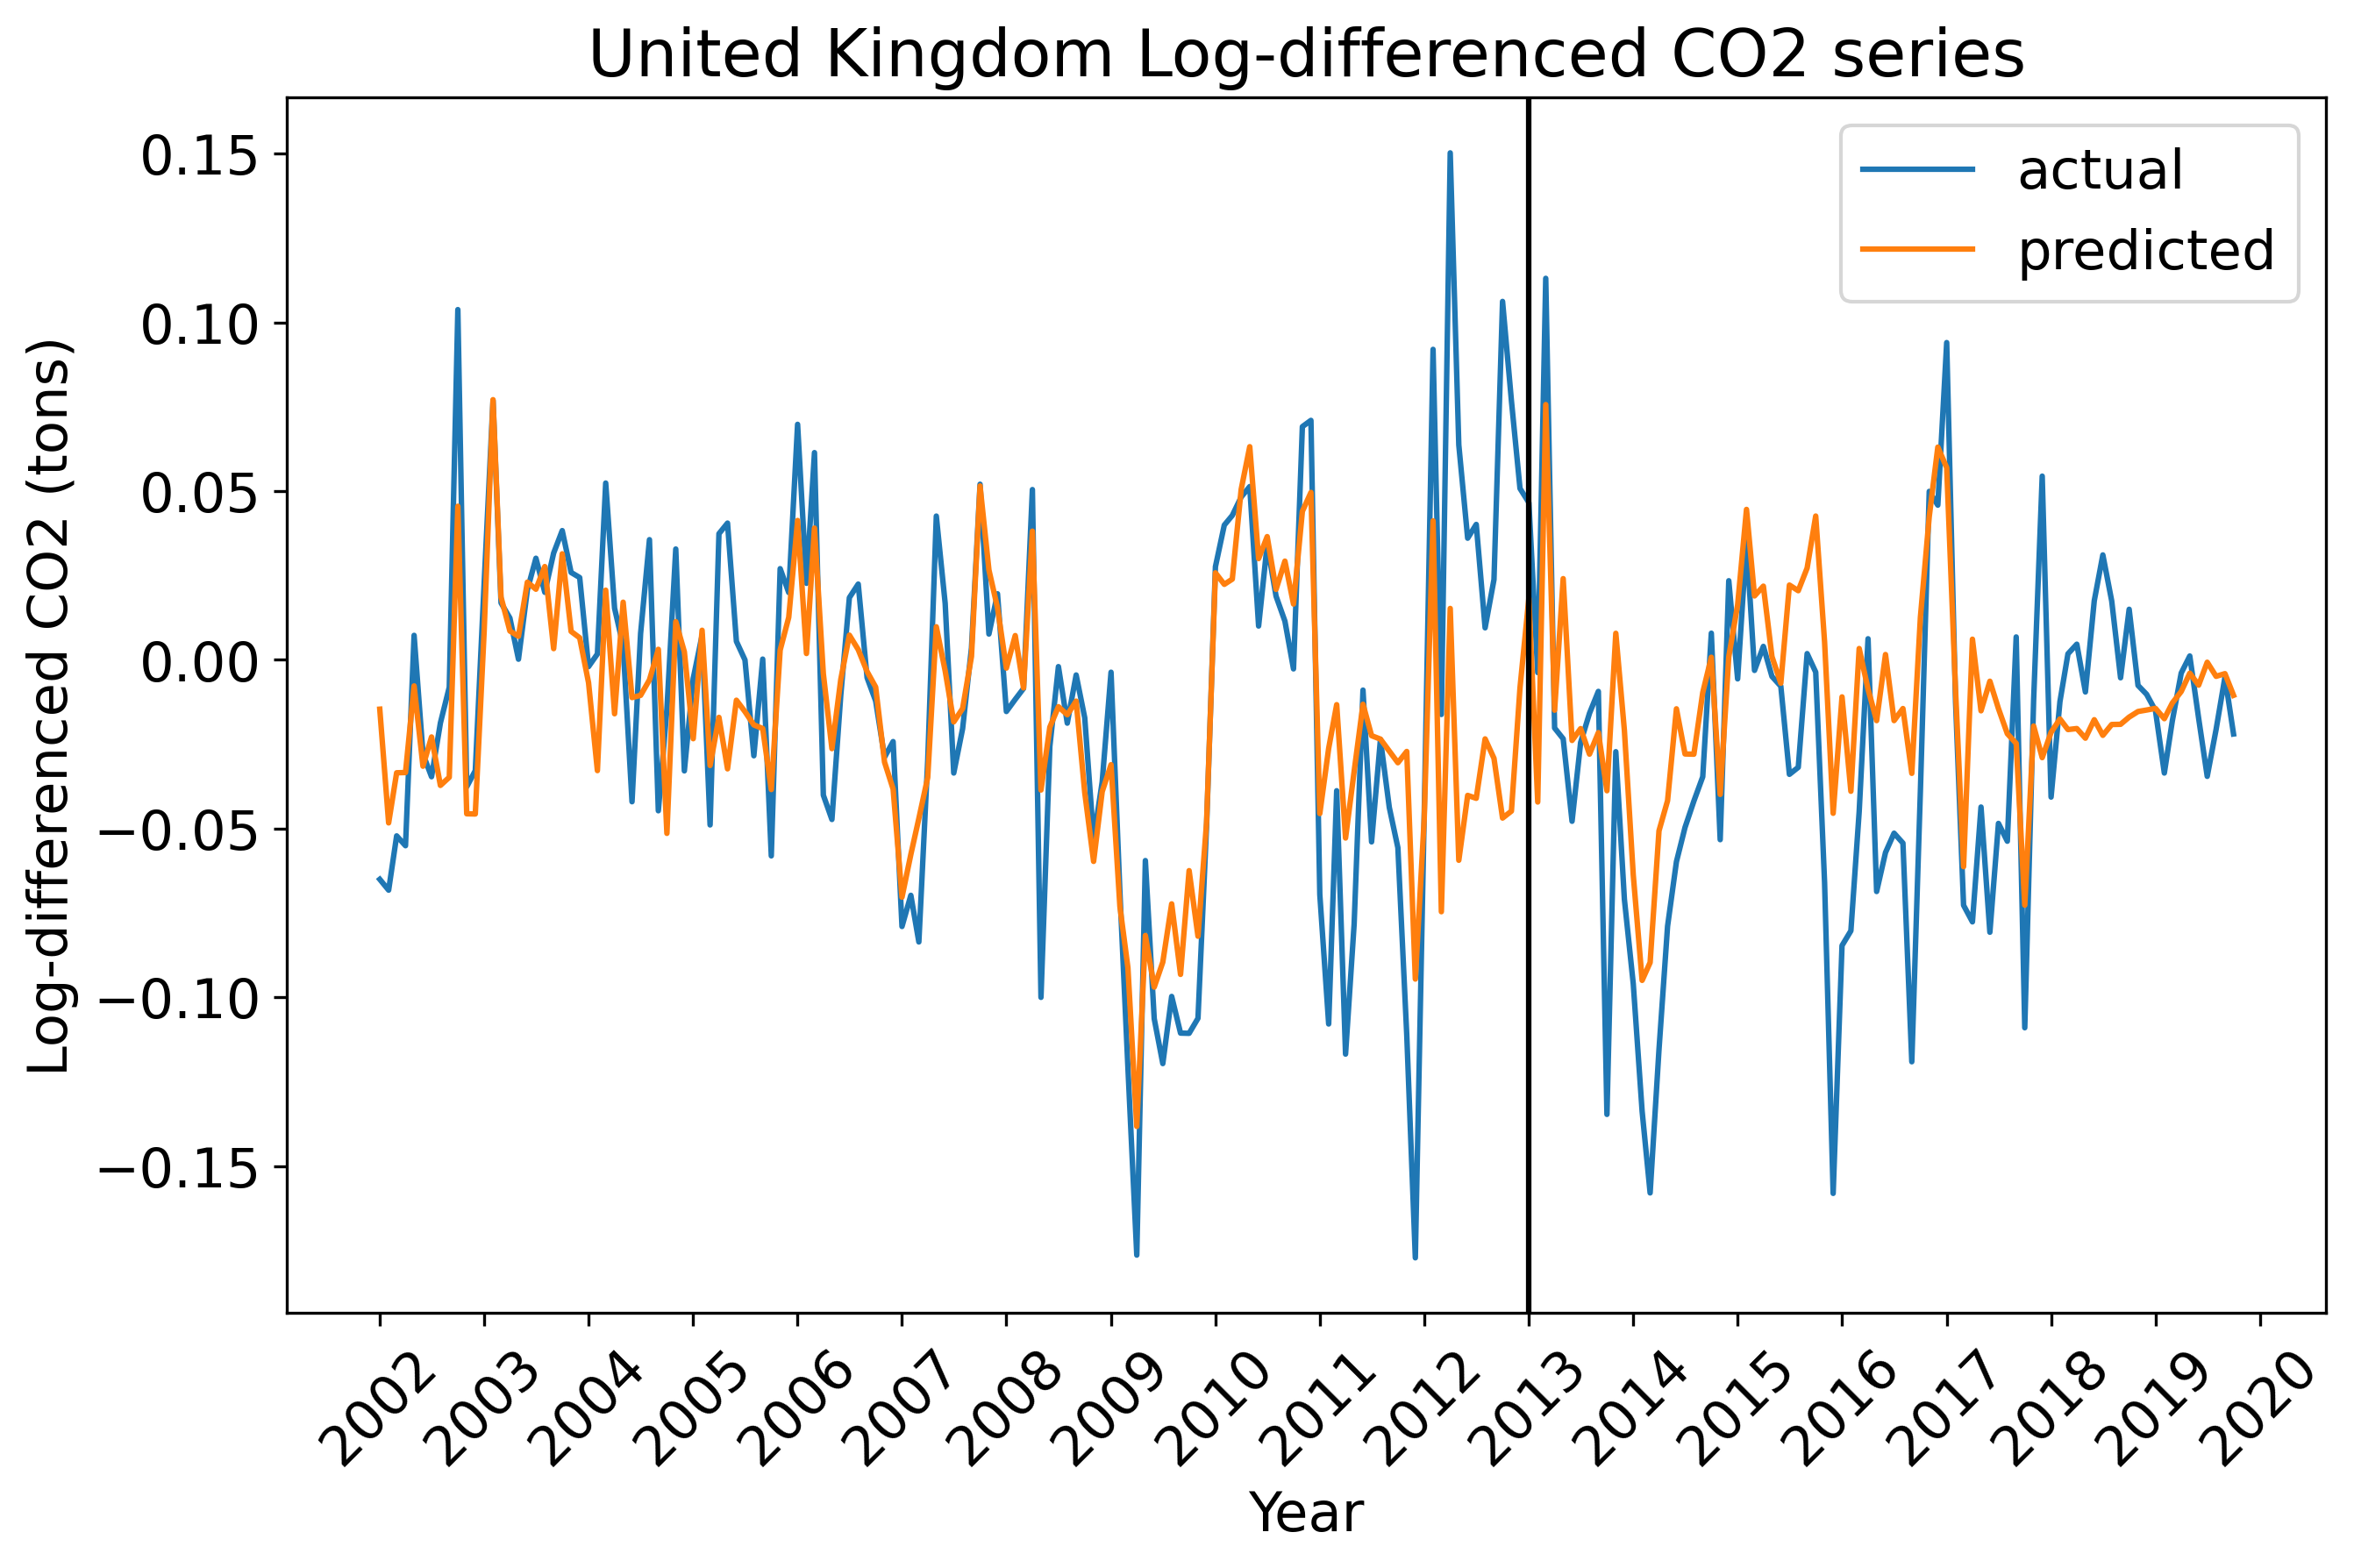 United Kingdom Log-differenced CO2 series
Log-differenced CO2 (tons)
0.15
0.10
0.05
0.00
−0.05
−0.10
−0.15
actual
predicted
2002 2003 2004 2005 2006 2007 2008 2009 2010 2011 2012 2013 2014 2015 2016 2017 2018 2019 2020
Year